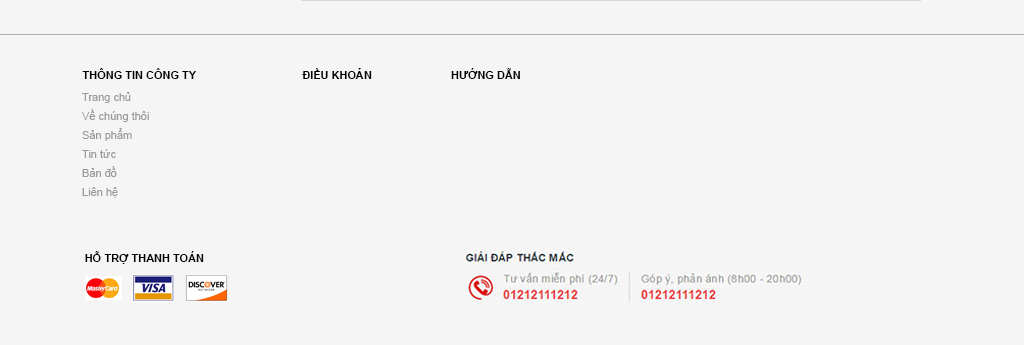 THÔNG TIN CÔNG TY
Trang chủ
Về chúng thôi
Sản phẩm
Tin tức
Bản đồ
Liên hệ
ĐIỀU KHOẢN
HƯỚNG DẪN
HỖ TRỢ THANH TOÁN
MasterCard
VISA
DISCOVER
NETWORK
GIẢI ĐÁP THẮC MẮC
Tư vấn miễn phí (24/7)
01212111212
Góp ý, phản ánh (8h00 - 20h00)
01212111212